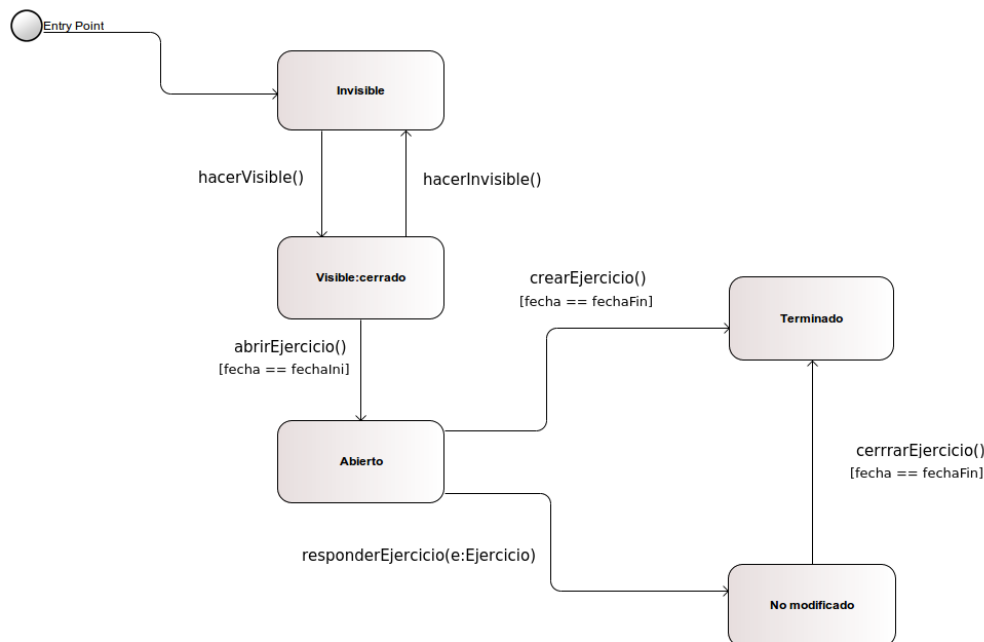 Entry Point
Invisible
hacerVisible()
hacerInvisible()
Visible:cerrado
crearEjercicio()
[fecha == fechaFin]
Terminado
abrirEjercicio()
[fecha == fechaIni]
Abierto
cerrrarEjercicio()
[fecha == fechaFin]
responderEjercicio(e:Ejercicio)
No modificado